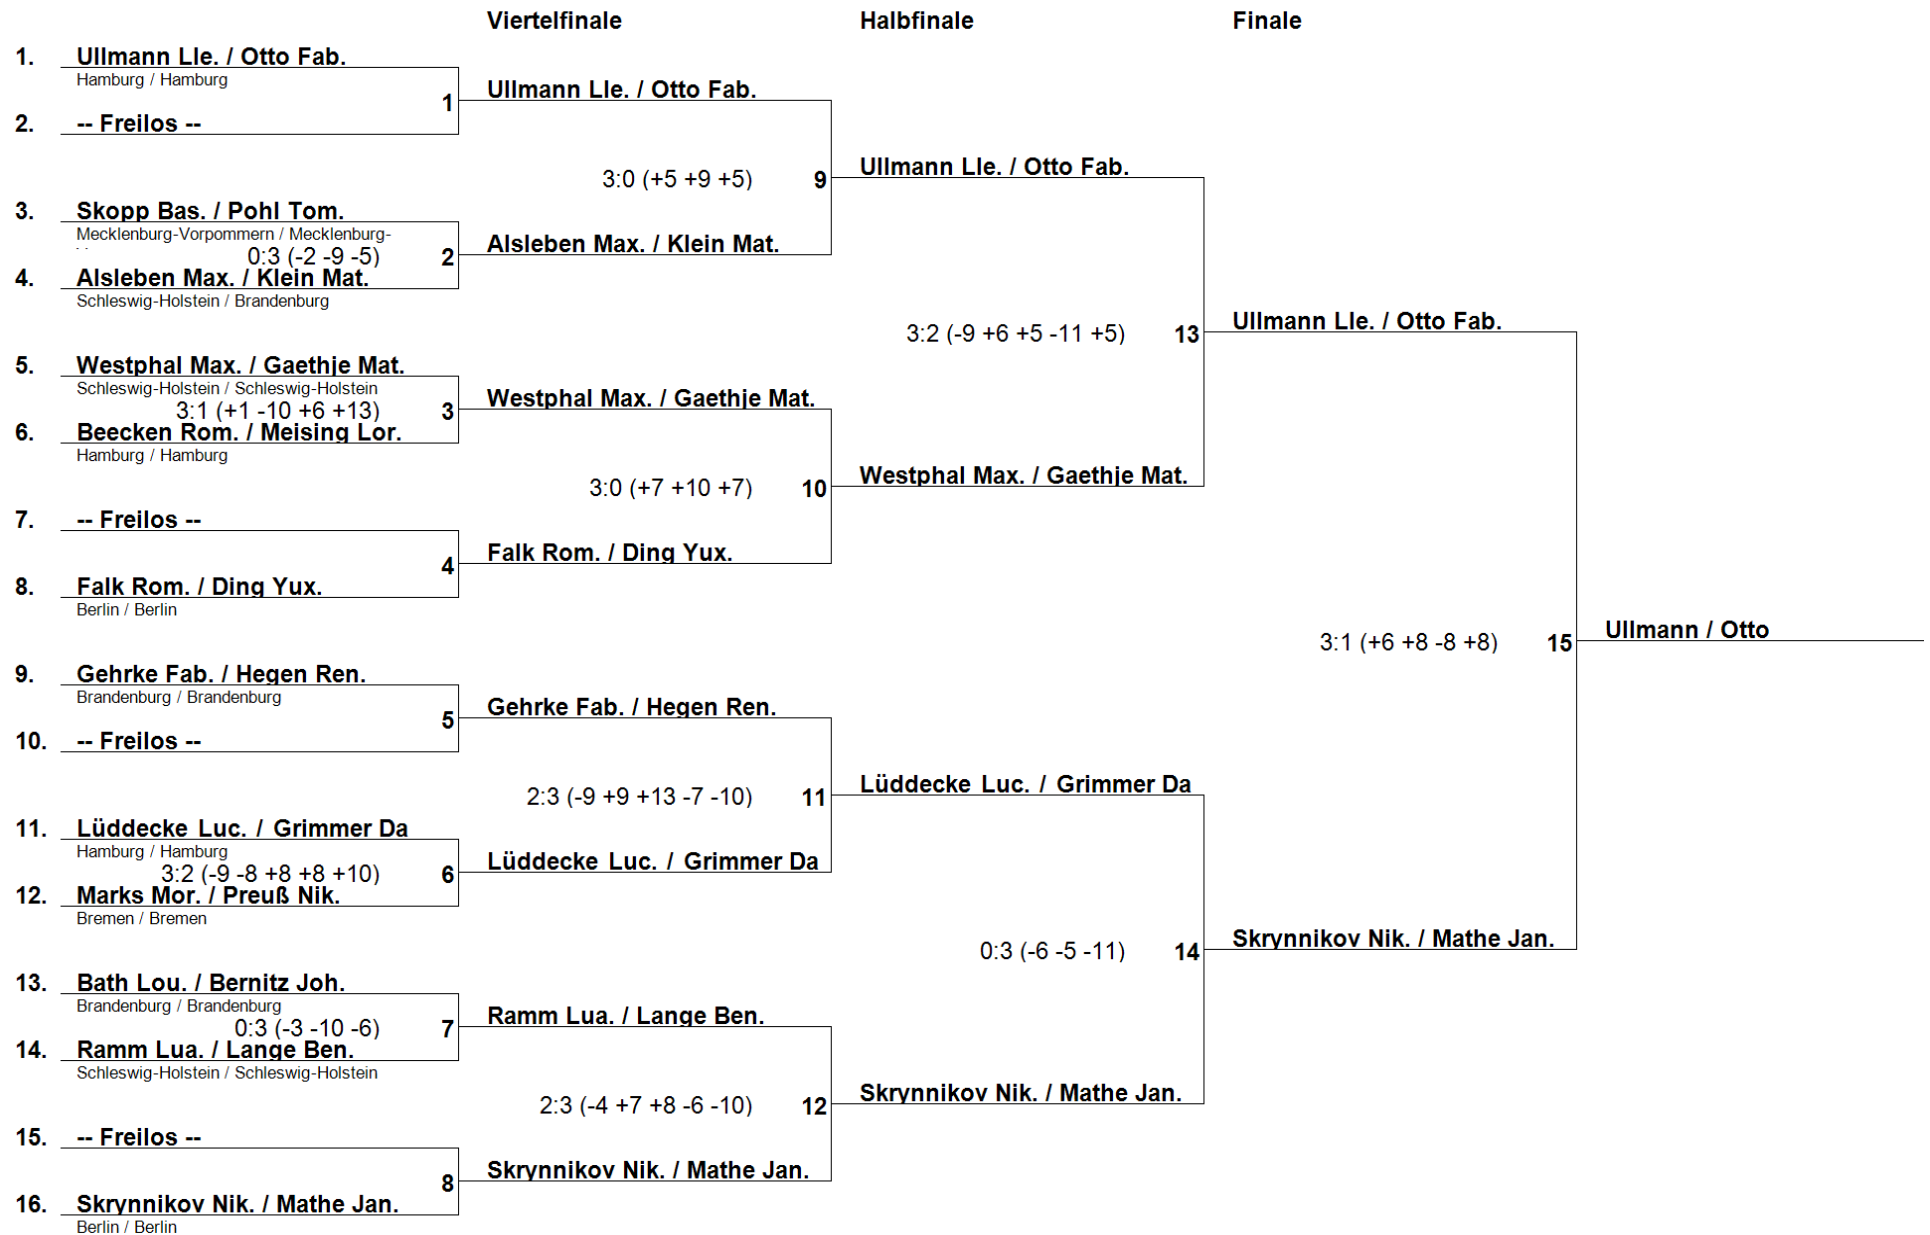 Viertelfinale Halbfinale Finale
1. Ullmann Lle. / Otto Fab.
Hamburg / Hamburg
1 Ullmann Lle. / Otto Fab.
2. -- Freilos --
3:0 (+5 +9 +5) 9 Ullmann Lle. / Otto Fab.
3. Skopp Bas. / Pohl Tom.
Mecklenburg-Vorpommern / Mecklenburg-
0:3 (-2 -9 -5) 2 Alsleben Max. / Klein Mat.
4. Alsleben Max. / Klein Mat.
Schleswig-Holstein / Brandenburg
3:2 (-9 +6 +5 -11 +5) 13 Ullmann Lle. / Otto Fab.
5. Westphal Max. / Gaethje Mat.
Schleswig-Holstein / Schleswig-Holstein
3:1 (+1 -10 +6 +13) 3 Westphal Max. / Gaethje Mat.
6. Beecken Rom. / Meising Lor.
Hamburg / Hamburg
3:0 (+7 +10 +7) 10 Westphal Max. / Gaethje Mat.
7. -- Freilos --
4 Falk Rom. / Ding Yux.
8. Falk Rom. / Ding Yux.
Berlin / Berlin
3:1 (+6 +8 -8 +8) 15 Ullmann / Otto
9. Gehrke Fab. / Hegen Ren.
Brandenburg / Brandenburg
5 Gehrke Fab. / Hegen Ren.
10. -- Freilos --
2:3 (-9 +9 +13 -7 -10) 11 Lüddecke Luc. / Grimmer Da
11. Lüddecke Luc. / Grimmer Da
Hamburg / Hamburg
3:2 (-9 -8 +8 +8 +10) 6 Lüddecke Luc. / Grimmer Da
12. Marks Mor. / Preuß Nik.
Bremen / Bremen
0:3 (-6 -5 -11) 14 Skrynnikov Nik. / Mathe Jan.
13. Bath Lou. / Bernitz Joh.
Brandenburg / Brandenburg
0:3 (-3 -10 -6) 7 Ramm Lua. / Lange Ben.
14. Ramm Lua. / Lange Ben.
Schleswig-Holstein / Schleswig-Holstein
2:3 (-4 +7 +8 -6 -10) 12 Skrynnikov Nik. / Mathe Jan.
15. -- Freilos --
8 Skrynnikov Nik. / Mathe Jan.
16. Skrynnikov Nik. / Mathe Jan.
Berlin / Berlin